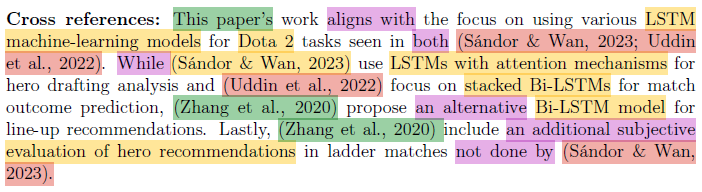 Cross references: This paper's work aligns with the focus on using various LSTM
machine-learning models for Dota 2 tasks seen in both (Sándor & Wan, 2023; Uddin
et al., 2022). While (Sándor & Wan, 2023) use LSTMs with attention mechanisms for
hero drafting analysis and (Uddin et al., 2022) focus on stacked Bi-LSTMs for match
outcome prediction, (Zhang et al., 2020) propose an alternative Bi-LSTM model for
line-up recommendations. Lastly, (Zhang et al., 2020) include an additional subjective
evaluation of hero recommendations in ladder matches not done by (Sándor & Wan,
2023).